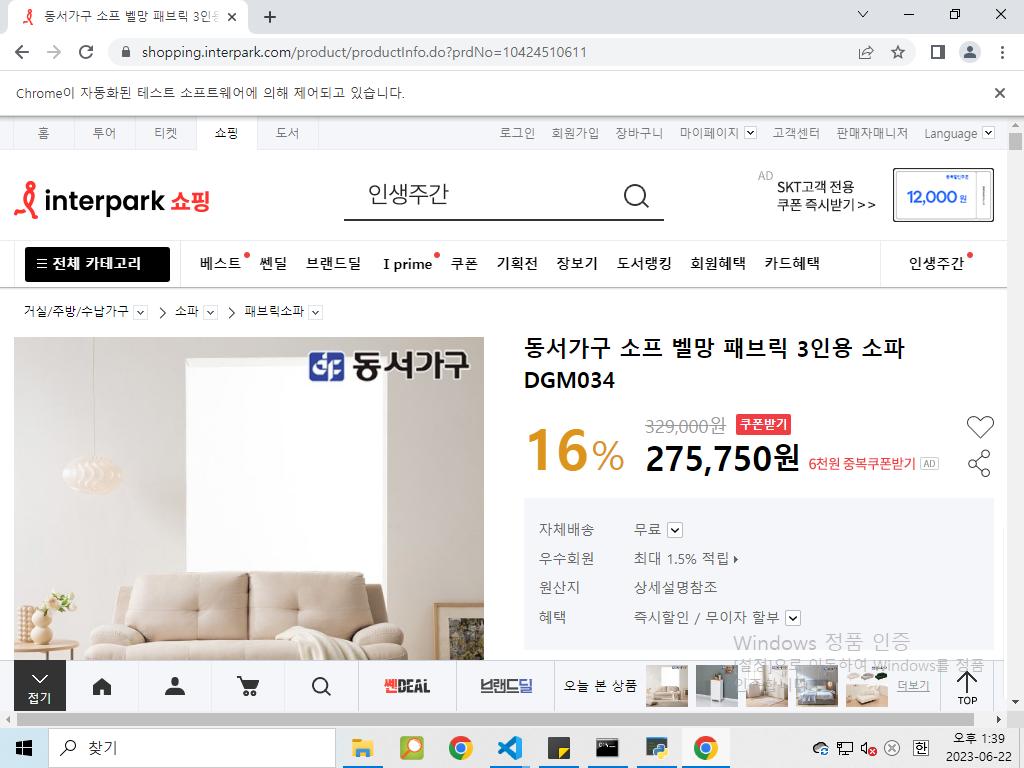 동서가구 소프 벨망 패브릭 3인용
shopping.interpark.com/product/productInfo.do?prdNo=10424510611
Chrome이 자동화된 테스트 소프트웨어에 의해 제어되고 있습니다.
홈 투어 티켓 쇼핑 도서 로그인 회원가입 장바구니 마이페이지 고객센터 판매자매니저 Language
interpark 쇼핑
인생주간
AD SKT고객 전용
쿠폰 즉시받기>>
12,000원
전체 카테고리 베스트 쎈딜 브랜드딜 I prime 쿠폰 기획전 장보기 도서랭킹 회원혜택 카드혜택 인생주간
거실/주방/수납가구 소파 패브릭소파
동서가구
동서가구 소프 벨망 패브릭 3인용 소파
DGM034
16%
329,000원 쿠폰받기
275,750원 6천원 중복쿠폰받기 AD
자체배송 무료
우수회원 최대 1.5% 적립
원산지 상세설명참조
혜택 즉시할인 / 무이자 할부
Windows 정품 인증
[설정]으로 이동하여 Windows를 정품
접기
쎈DEAL
브랜드딜
오늘 본 상품
더보기
TOP
찾기
한
오후 1:39
2023-06-22